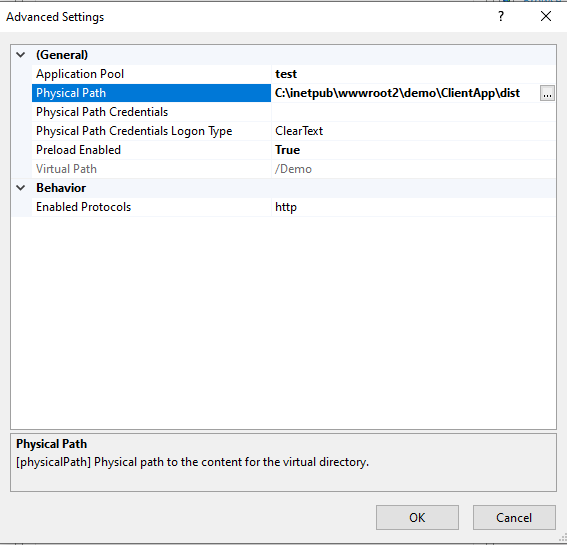 Advanced Settings ?
(General)
Application Pool test
Physical Path C:\inetpub\wwwroot2\demo\ClientApp\dist ...
Physical Path Credentials
Physical Path Credentials Logon Type ClearText
Preload Enabled True
Virtual Path /Demo
Behavior
Enabled Protocols http
Physical Path
[physicalPath] Physical path to the content for the virtual directory.
OK Cancel